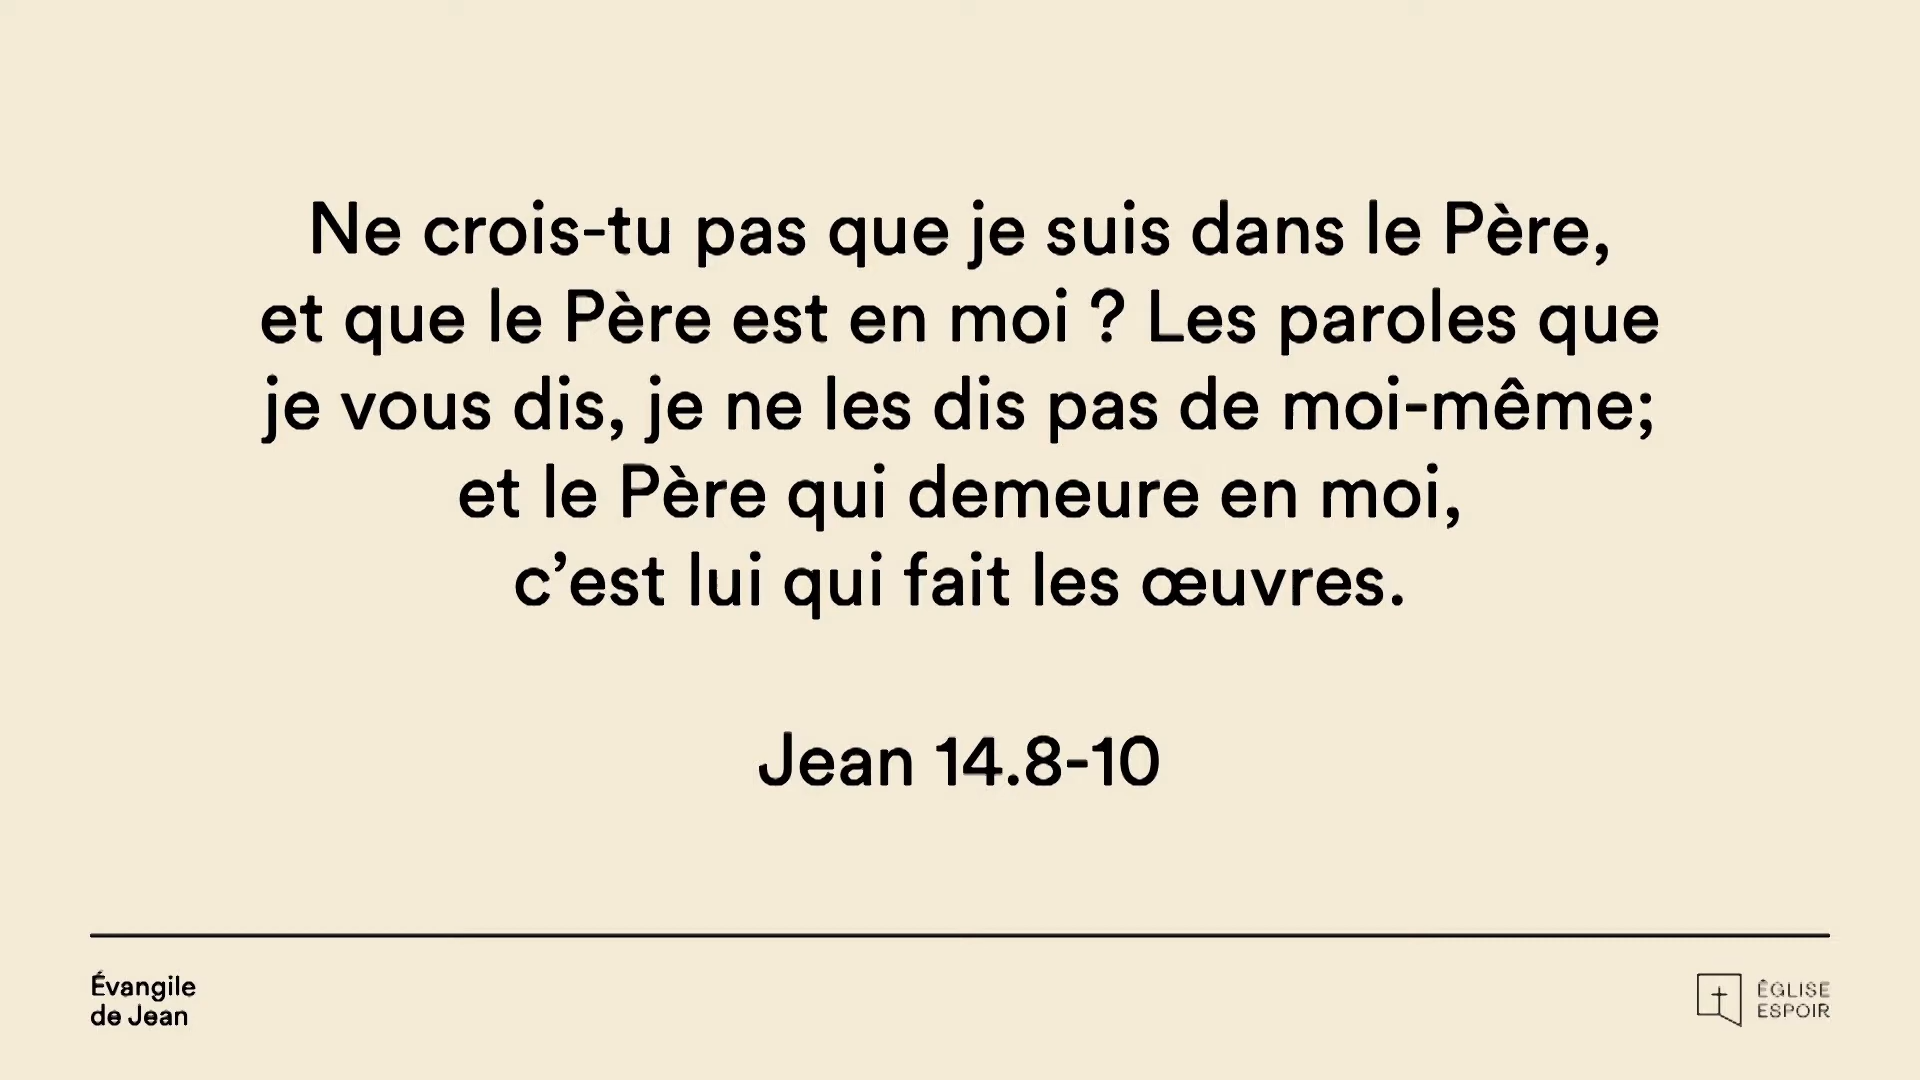 Ne crois-tu pas que je suis dans le Père,
et que le Père est en moi ? Les paroles que
je vous dis, je ne les dis pas de moi-même;
et le Père qui demeure en moi,
c’est lui qui fait les œuvres.
Jean 14.8-10
Évangile
de Jean
ÉGLISE
ESPOIR